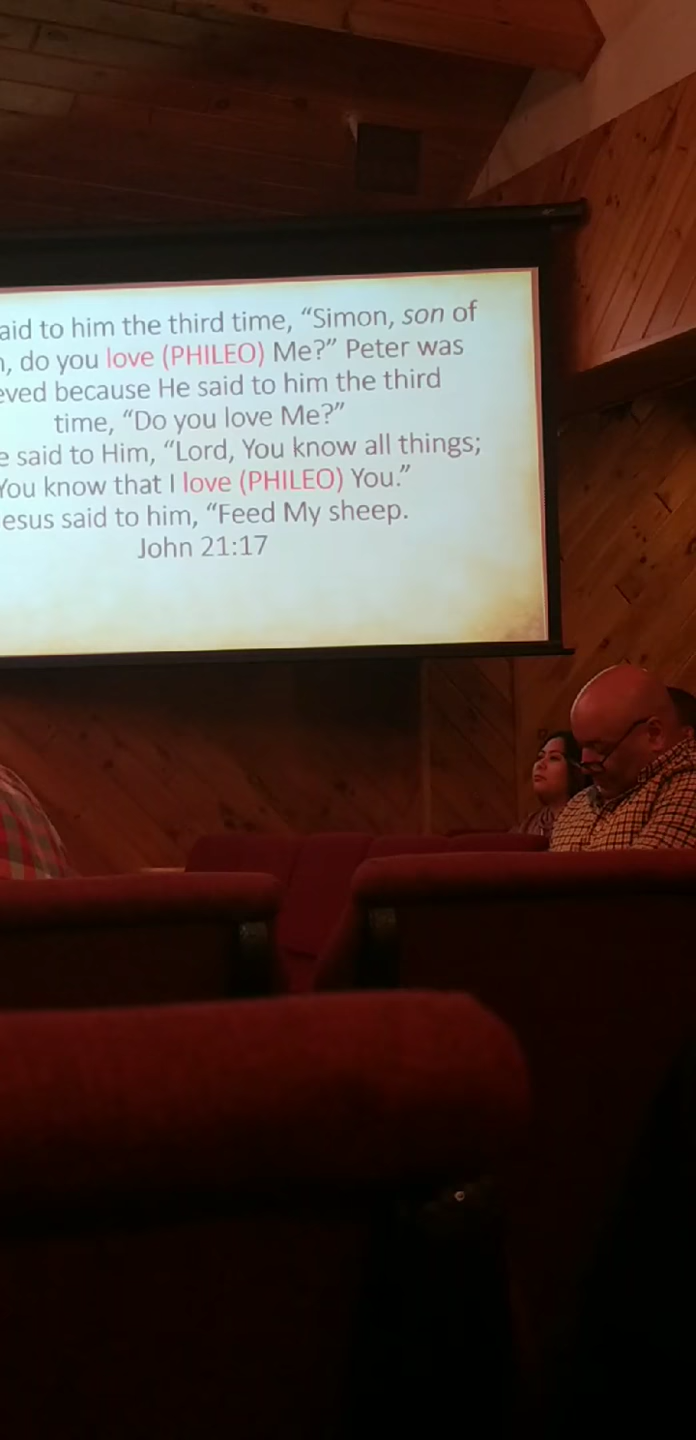 aid to him the third time, “Simon, son of
, do you love (PHILEO) Me?” Peter was
eved because He said to him the third
time, “Do you love Me?”
e said to Him, “Lord, You know all things;
You know that I love (PHILEO) You.”
esus said to him, “Feed My sheep.
John 21:17